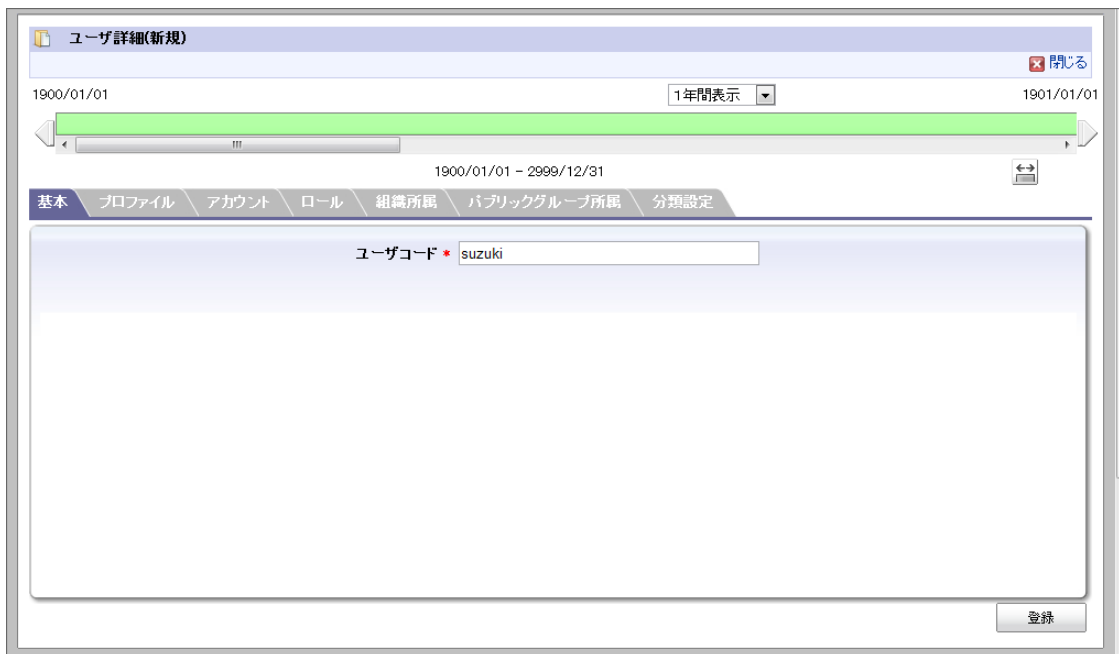 ユーザ詳細(新規)
閉じる
1900/01/01 1年間表示 1901/01/01
1900/01/01 - 2999/12/31
基本 プロファイル アカウント ロール 組織所属 パブリックグループ所属 分類設定
ユーザコード * suzuki
登録